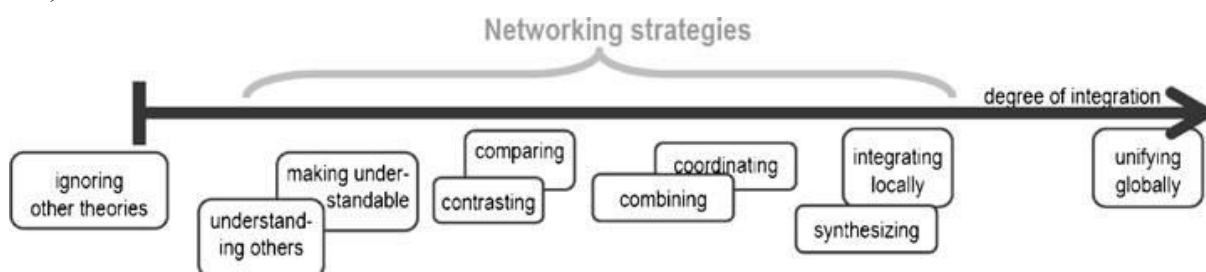 Networking strategies
degree of integration
ignoring
other theories
understand-
ing others
making under-
standable
comparing
contrasting
coordinating
combining
integrating
locally
synthesizing
unifying
globally